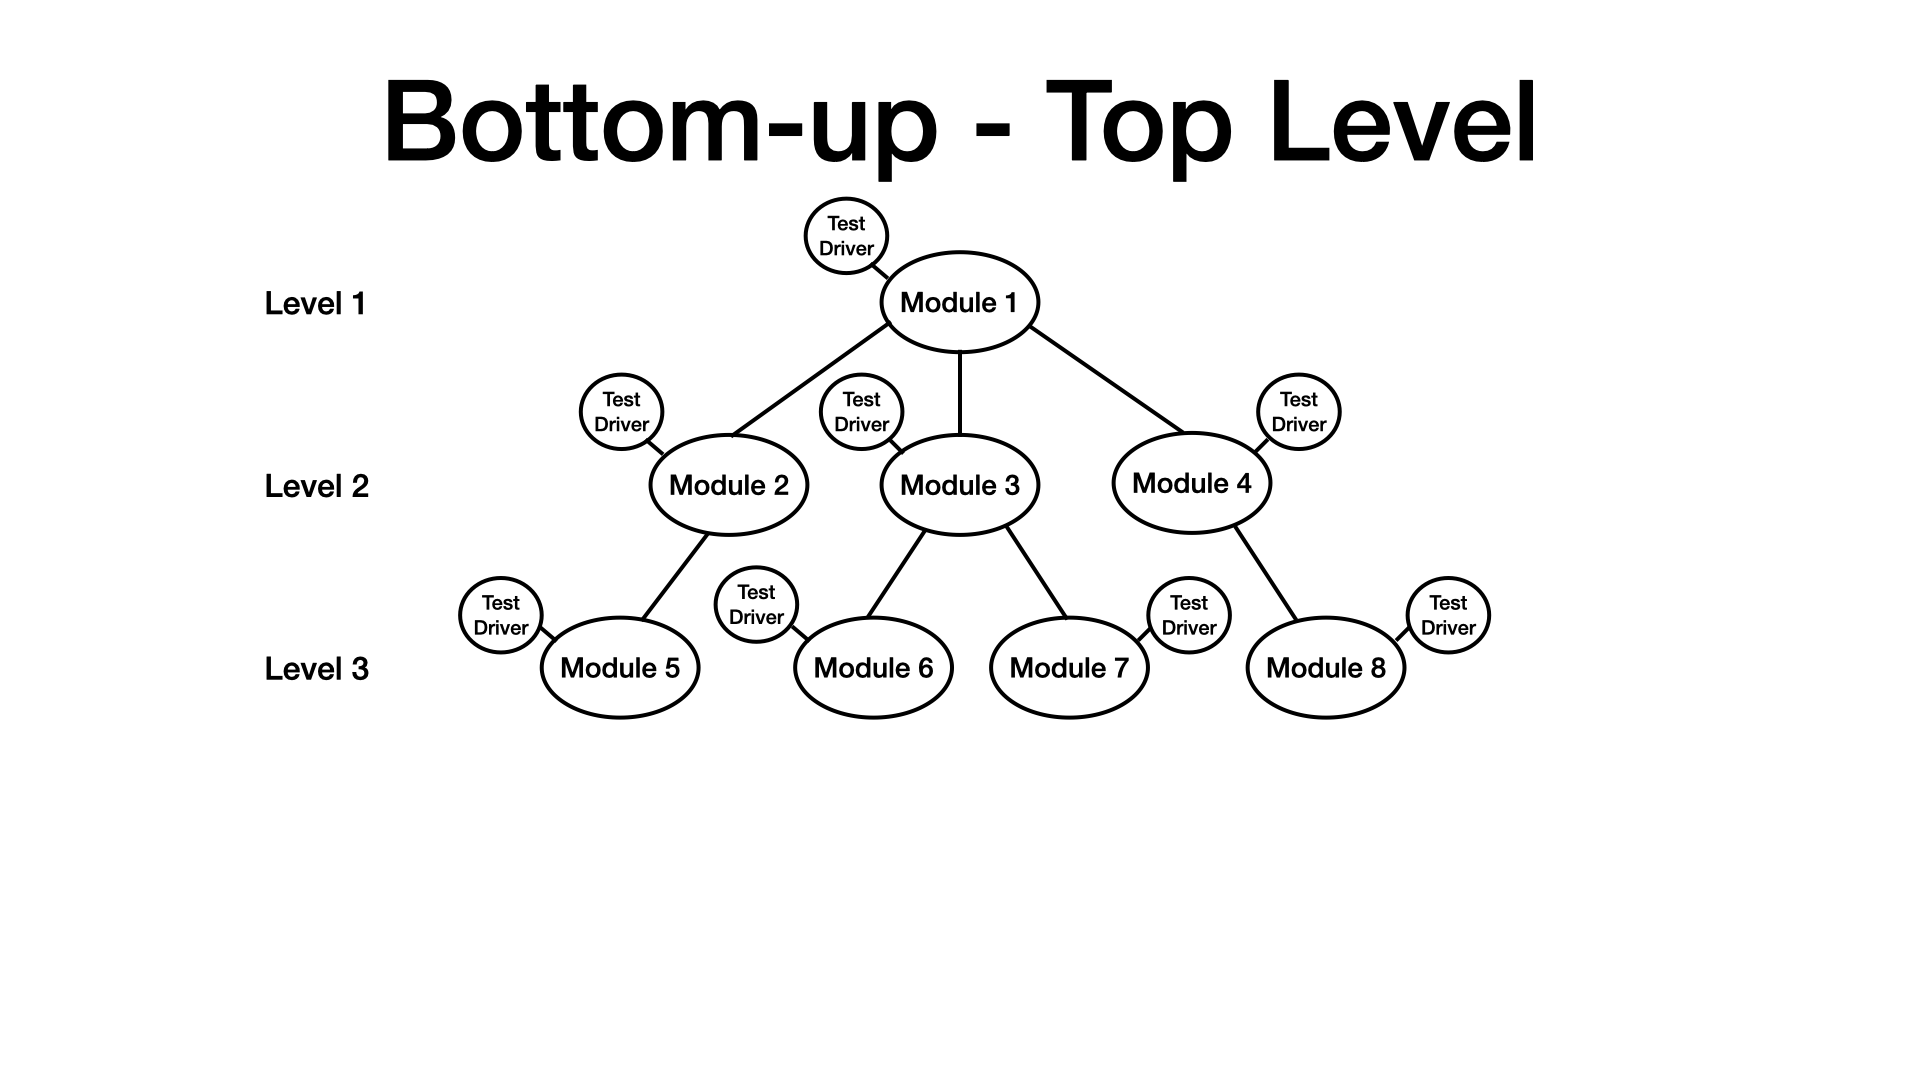 Bottom-up - Top Level
Test
Driver
Level 1
Module 1
Test
Driver
Test
Driver
Test
Driver
Level 2
Module 2
Module 3
Module 4
Test
Driver
Test
Driver
Test
Driver
Test
Driver
Level 3
Module 5
Module 6
Module 7
Module 8